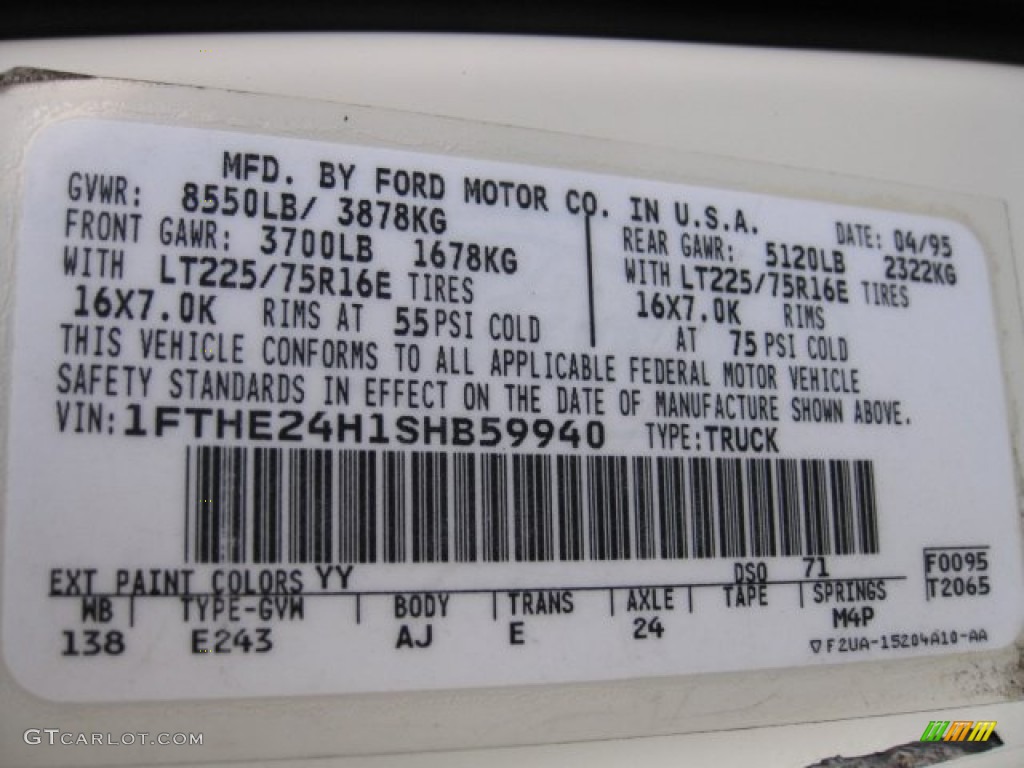 MFD. BY FORD MOTOR CO. IN U.S.A.
GVWR: 8550LB/ 3878KG
DATE: 04/95
FRONT GAWR: 3700LB 1678KG
REAR GAWR: 5120LB 2322KG
WITH LT225/75R16E TIRES
WITH LT225/75R16E TIRES
16X7.0K RIMS AT 55 PSI COLD
16X7.0K RIMS
AT 75 PSI COLD
THIS VEHICLE CONFORMS TO ALL APPLICABLE FEDERAL MOTOR VEHICLE
SAFETY STANDARDS IN EFFECT ON THE DATE OF MANUFACTURE SHOWN ABOVE.
VIN: 1FTHE24H1SHB59940 TYPE: TRUCK
EXT PAINT COLORS YY DSO 71
F0095
T2065
WB | TYPE-GVW | BODY | TRANS | AXLE | TAPE | SPRINGS
138 E243 AJ E 24 M4P
▽ F2UA-15204A10-AA
GTCARLOT.COM